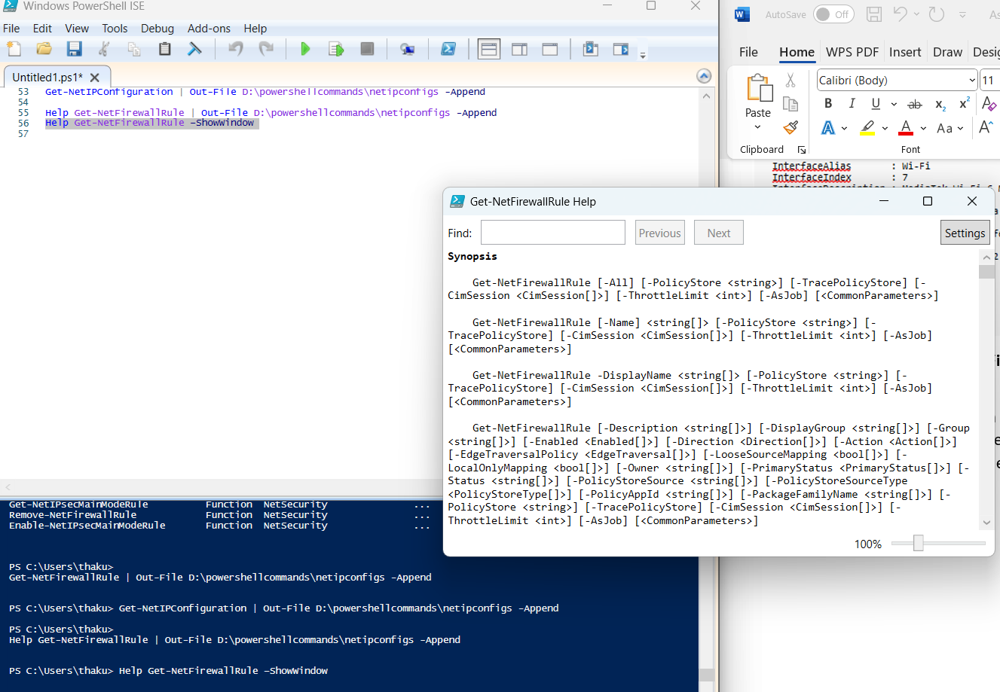 Windows PowerShell ISE
File Edit View Tools Debug Add-ons Help
Untitled1.ps1*
53 Get-NetIPConfiguration | Out-File D:\powershellcommands\netipconfigs -Append
54
55 Help Get-NetFirewallRule | Out-File D:\powershellcommands\netipconfigs -Append
56 Help Get-NetFirewallRule -ShowWindow
57
Get-NetIPsecMainModeRule Function NetSecurity ...
Remove-NetFirewallRule Function NetSecurity ...
Enable-NetIPsecMainModeRule Function NetSecurity ...
PS C:\Users\thaku>
Get-NetFirewallRule | Out-File D:\powershellcommands\netipconfigs -Append
PS C:\Users\thaku> Get-NetIPConfiguration | Out-File D:\powershellcommands\netipconfigs -Append
PS C:\Users\thaku>
Help Get-NetFirewallRule | Out-File D:\powershellcommands\netipconfigs -Append
PS C:\Users\thaku> Help Get-NetFirewallRule -ShowWindow
AutoSave Off
File Home WPS PDF Insert Draw
Calibri (Body) 11
Paste
B I U ab x2 x2
A A Aa A
Clipboard Font
InterfaceAlias : Wi-Fi
InterfaceIndex : 7
Get-NetFirewallRule Help
Find: Previous Next Settings
Synopsis
Get-NetFirewallRule [-All] [-PolicyStore <string>] [-TracePolicyStore] [-
CimSession <CimSession[]>] [-ThrottleLimit <int>] [-AsJob] [<CommonParameters>]
Get-NetFirewallRule [-Name] <string[]> [-PolicyStore <string>] [-
TracePolicyStore] [-CimSession <CimSession[]>] [-ThrottleLimit <int>] [-AsJob]
[<CommonParameters>]
Get-NetFirewallRule -DisplayName <string[]> [-PolicyStore <string>] [-
TracePolicyStore] [-CimSession <CimSession[]>] [-ThrottleLimit <int>] [-AsJob]
[<CommonParameters>]
Get-NetFirewallRule [-Description <string[]>] [-DisplayGroup <string[]>] [-Group
<string[]>] [-Enabled <Enabled[]>] [-Direction <Direction[]>] [-Action <Action[]>]
[-EdgeTraversalPolicy <EdgeTraversal[]>] [-LooseSourceMapping <bool[]>] [-
LocalOnlyMapping <bool[]>] [-Owner <string[]>] [-PrimaryStatus <PrimaryStatus[]>] [-
Status <string[]>] [-PolicyStoreSource <string[]>] [-PolicyStoreSourceType
<PolicyStoreType[]>] [-PolicyAppId <string[]>] [-PackageFamilyName <string[]>] [-
PolicyStore <string>] [-TracePolicyStore] [-CimSession <CimSession[]>] [-
ThrottleLimit <int>] [-AsJob] [<CommonParameters>]
100%